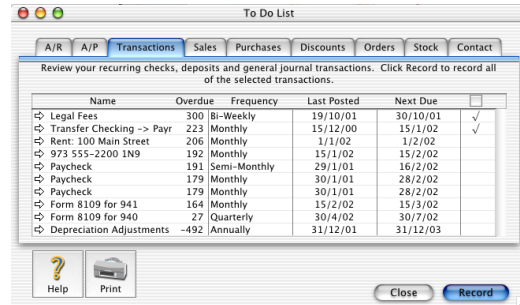 To Do List
A/R A/P Transactions Sales Purchases Discounts Orders Stock Contact
Review your recurring checks, deposits and general journal transactions. Click Record to record all
of the selected transactions.
Name Overdue Frequency Last Posted Next Due
Legal Fees 300 Bi-Weekly 19/10/01 30/10/01 √
Transfer Checking -> Payr 223 Monthly 15/12/00 15/1/02 √
Rent: 100 Main Street 206 Monthly 1/1/02 1/2/02
973 555-2200 1N9 192 Monthly 15/1/02 15/2/02
Paycheck 191 Semi-Monthly 29/1/01 16/2/02
Paycheck 179 Monthly 30/1/01 28/2/02
Paycheck 179 Monthly 30/1/01 28/2/02
Form 8109 for 941 164 Monthly 15/2/02 15/3/02
Form 8109 for 940 27 Quarterly 30/4/02 30/7/02
Depreciation Adjustments -492 Annually 31/12/01 31/12/03
Help Print
Close Record